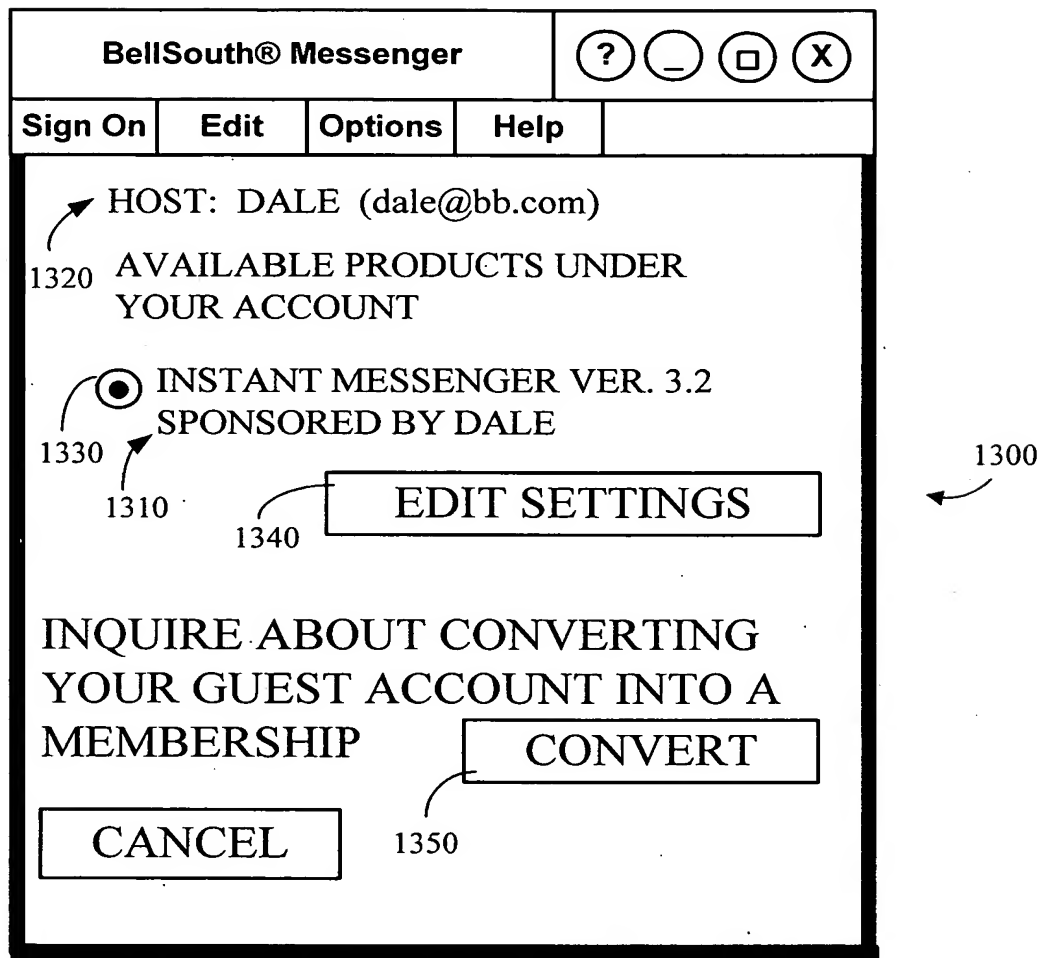 BellSouth® Messenger
? _ □ X
Sign On Edit Options Help
HOST: DALE (dale@bb.com)
1320
AVAILABLE PRODUCTS UNDER
YOUR ACCOUNT
INSTANT MESSENGER VER. 3.2
SPONSORED BY DALE
1330
1300
1310
EDIT SETTINGS
1340
INQUIRE ABOUT CONVERTING
YOUR GUEST ACCOUNT INTO A
MEMBERSHIP
CONVERT
CANCEL
1350